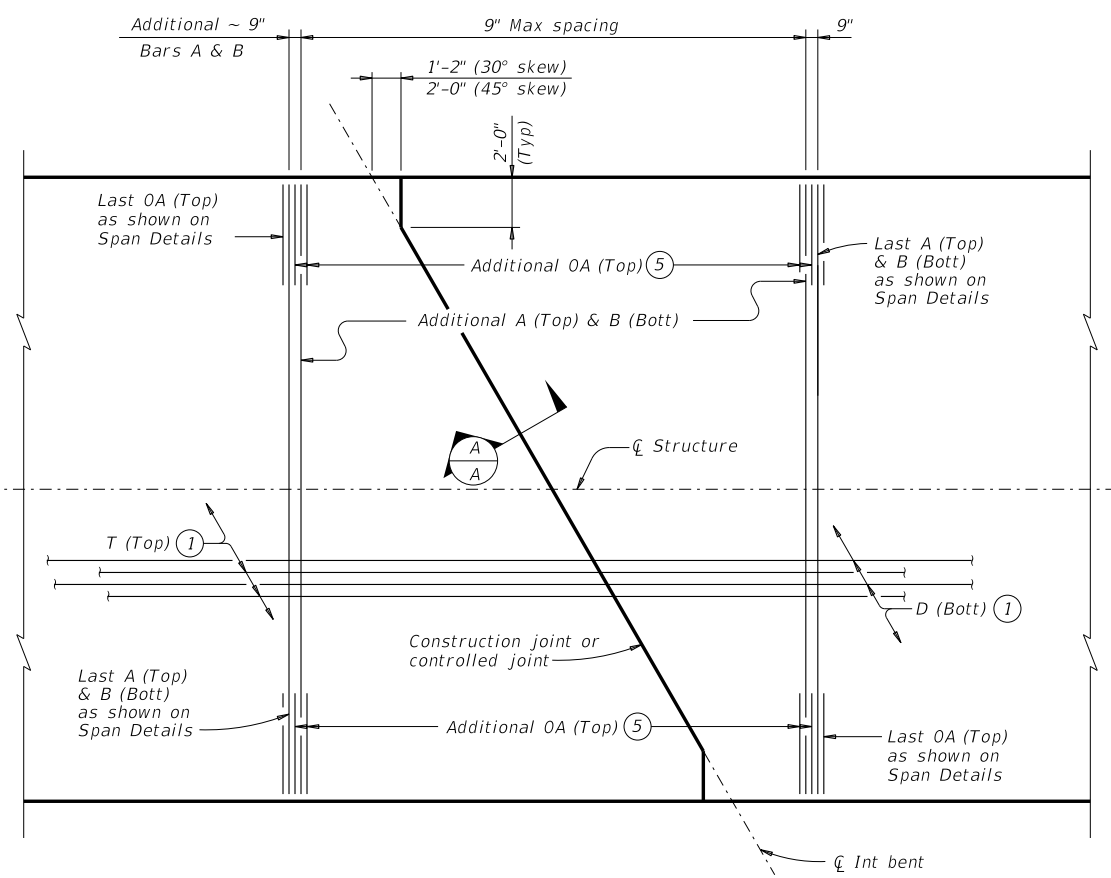 Additional ~ 9"
Bars A & B
9" Max spacing
9"
1'-2" (30° skew)
2'-0" (45° skew)
2'-0"
(Typ)
Last OA (Top)
as shown on
Span Details
Additional OA (Top) 5
Last A (Top)
& B (Bott)
as shown on
Span Details
Additional A (Top) & B (Bott)
A
A
℄ Structure
T (Top) 1
D (Bott) 1
Construction joint or
controlled joint
Last A (Top)
& B (Bott)
as shown on
Span Details
Additional OA (Top) 5
Last OA (Top)
as shown on
Span Details
℄ Int bent